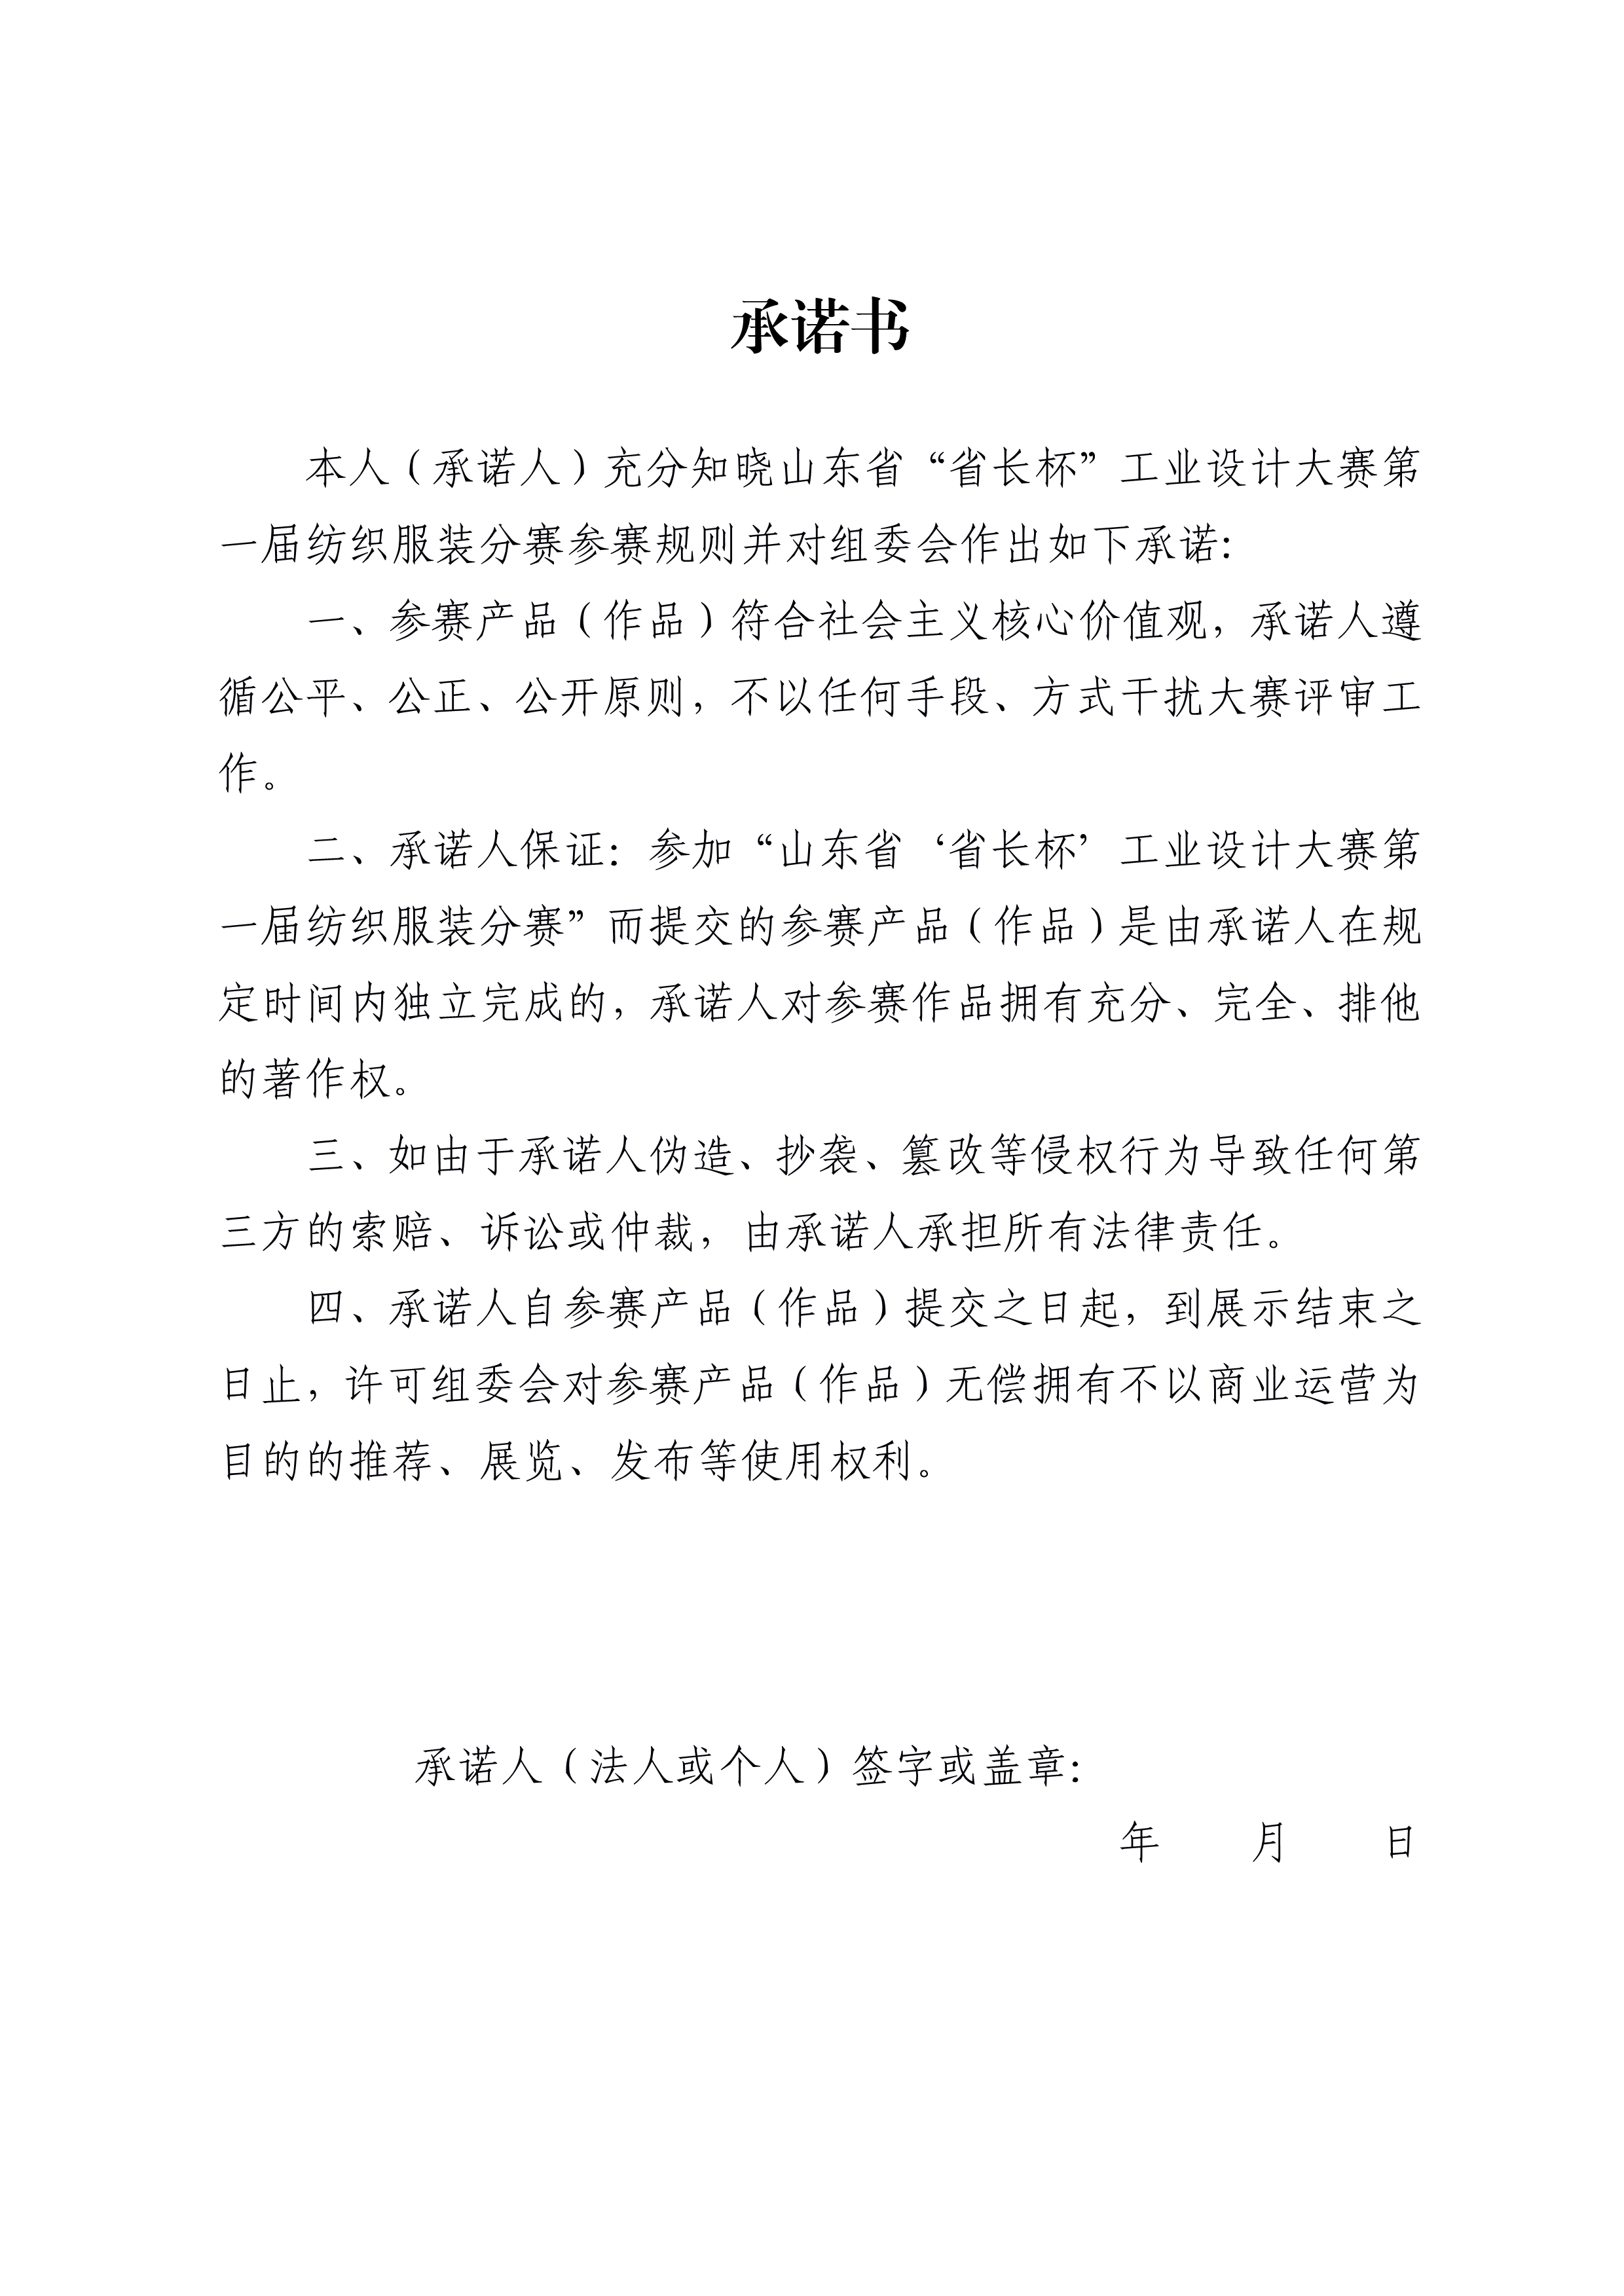 承诺书
本人（承诺人）充分知晓山东省“省长杯”工业设计大赛第
一届纺织服装分赛参赛规则并对组委会作出如下承诺：
一、参赛产品（作品）符合社会主义核心价值观，承诺人遵
循公平、公正、公开原则，不以任何手段、方式干扰大赛评审工
作。
二、承诺人保证：参加“山东省‘省长杯’工业设计大赛第
一届纺织服装分赛”而提交的参赛产品（作品）是由承诺人在规
定时间内独立完成的，承诺人对参赛作品拥有充分、完全、排他
的著作权。
三、如由于承诺人伪造、抄袭、篡改等侵权行为导致任何第
三方的索赔、诉讼或仲裁，由承诺人承担所有法律责任。
四、承诺人自参赛产品（作品）提交之日起，到展示结束之
日止，许可组委会对参赛产品（作品）无偿拥有不以商业运营为
目的的推荐、展览、发布等使用权利。
承诺人（法人或个人）签字或盖章：
年 月 日